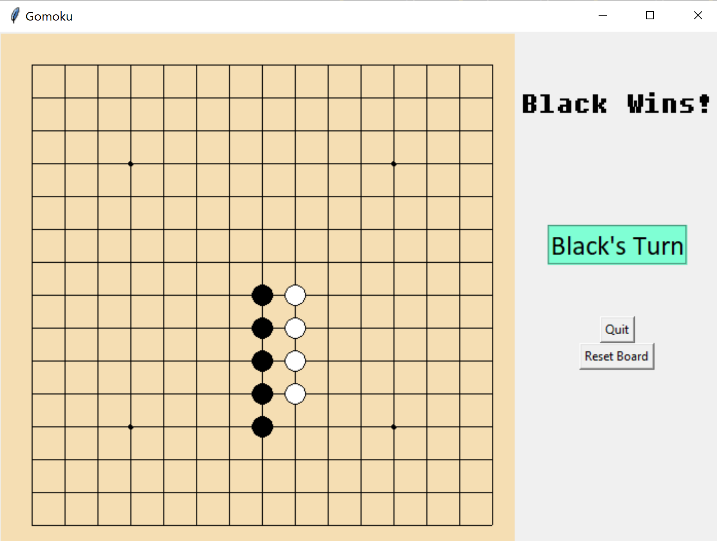 Gomoku
Black Wins!
Black's Turn
Quit
Reset Board